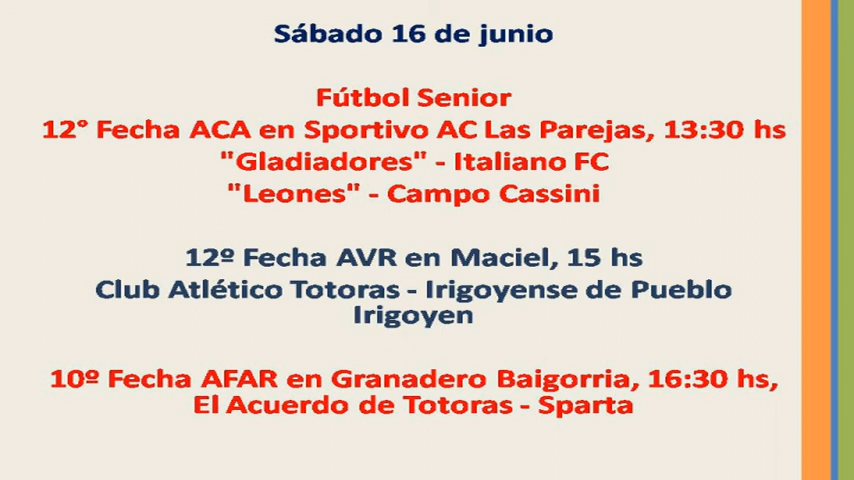 Sábado 16 de junio
Fútbol Senior
12° Fecha ACA en Sportivo AC Las Parejas, 13:30 hs
"Gladiadores" - Italiano FC
"Leones" - Campo Cassini
12º Fecha AVR en Maciel, 15 hs
Club Atlético Totoras - Irigoyense de Pueblo
Irigoyen
10º Fecha AFAR en Granadero Baigorria, 16:30 hs,
El Acuerdo de Totoras - Sparta